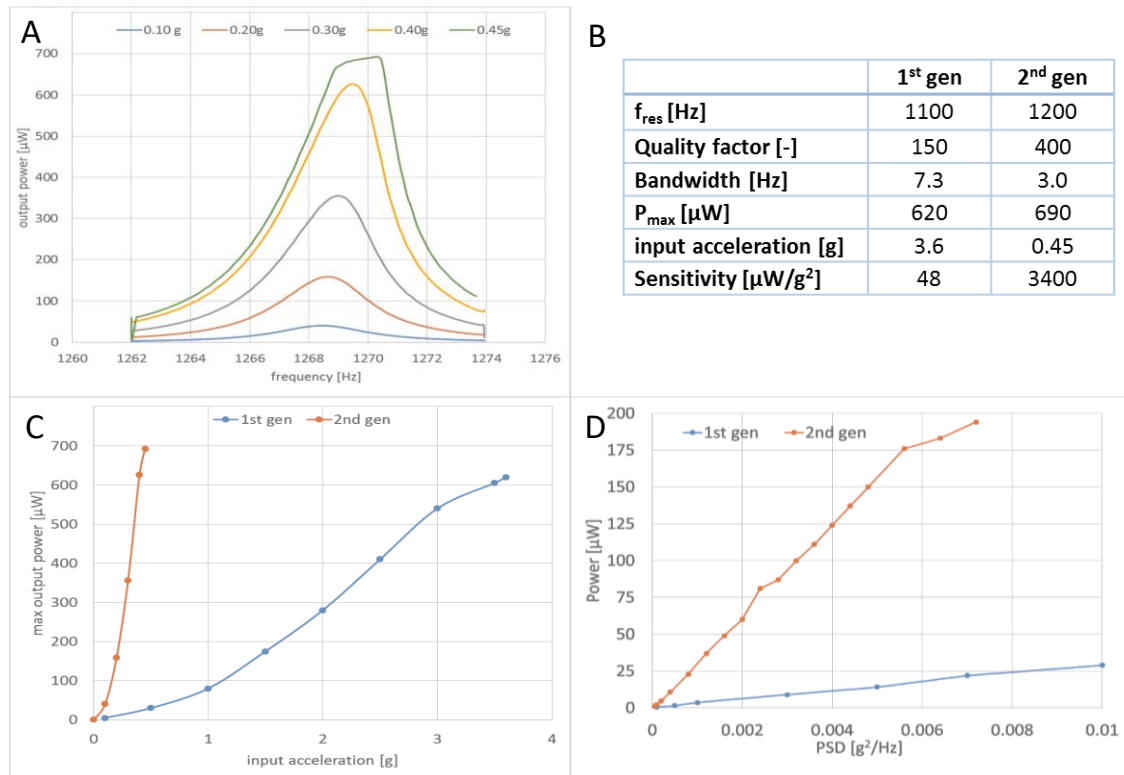 A
0.10 g 0.20g 0.30g 0.40g 0.45g
700
600
500
400
300
200
100
0
output power [µW]
1260 1262 1264 1266 1268 1270 1272 1274 1276
frequency [Hz]
B
1st gen 2nd gen
fres [Hz] 1100 1200
Quality factor [-] 150 400
Bandwidth [Hz] 7.3 3.0
Pmax [µW] 620 690
input acceleration [g] 3.6 0.45
Sensitivity [µW/g²] 48 3400
C
1st gen 2nd gen
700
600
500
400
300
200
100
0
max output power [µW]
0 1 2 3 4
input acceleration [g]
D
1st gen 2nd gen
200
175
150
125
100
75
50
25
0
Power [µW]
0 0.002 0.004 0.006 0.008 0.01
PSD [g²/Hz]